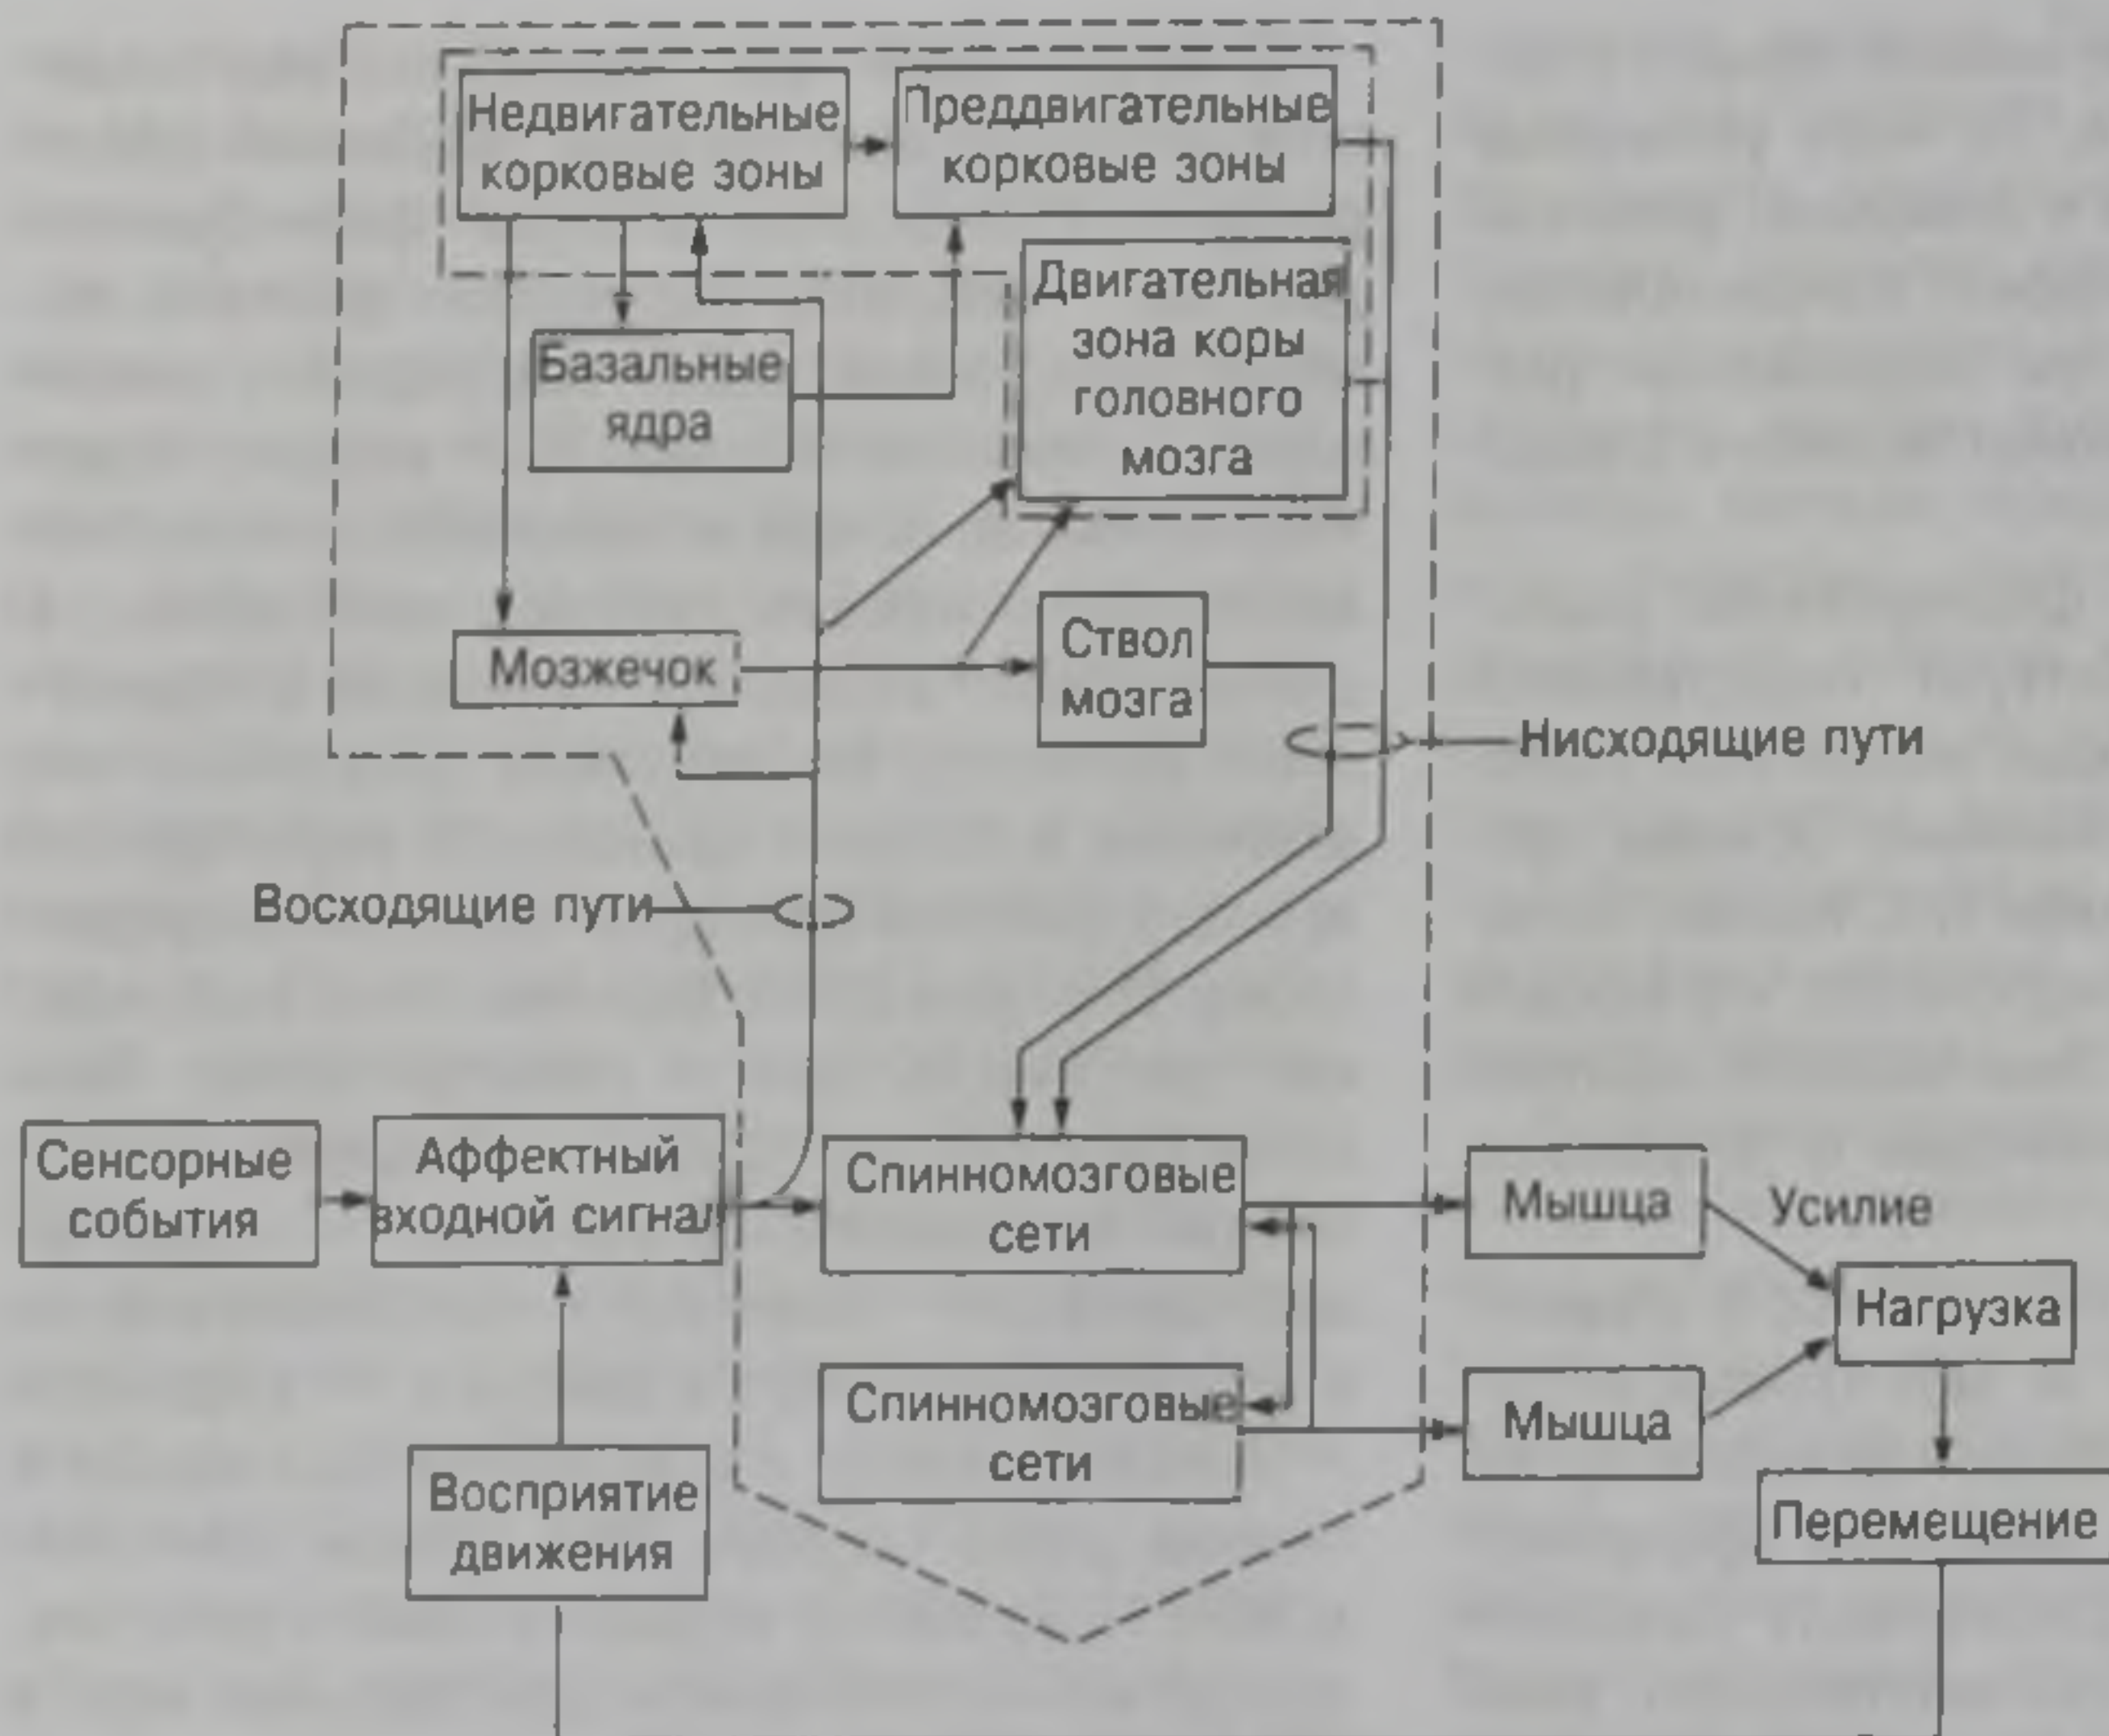 Недвигательные
корковые зоны
Преддвигательные
корковые зоны
Двигательная
зона коры
головного
мозга
Базальные
ядра
Мозжечок
Ствол
мозга
Нисходящие пути
Восходящие пути
Сенсорные
события
Аффектный
входной сигнал
Спинномозговые
сети
Мышца
Усилие
Нагрузка
Спинномозговые
сети
Мышца
Восприятие
движения
Перемещение